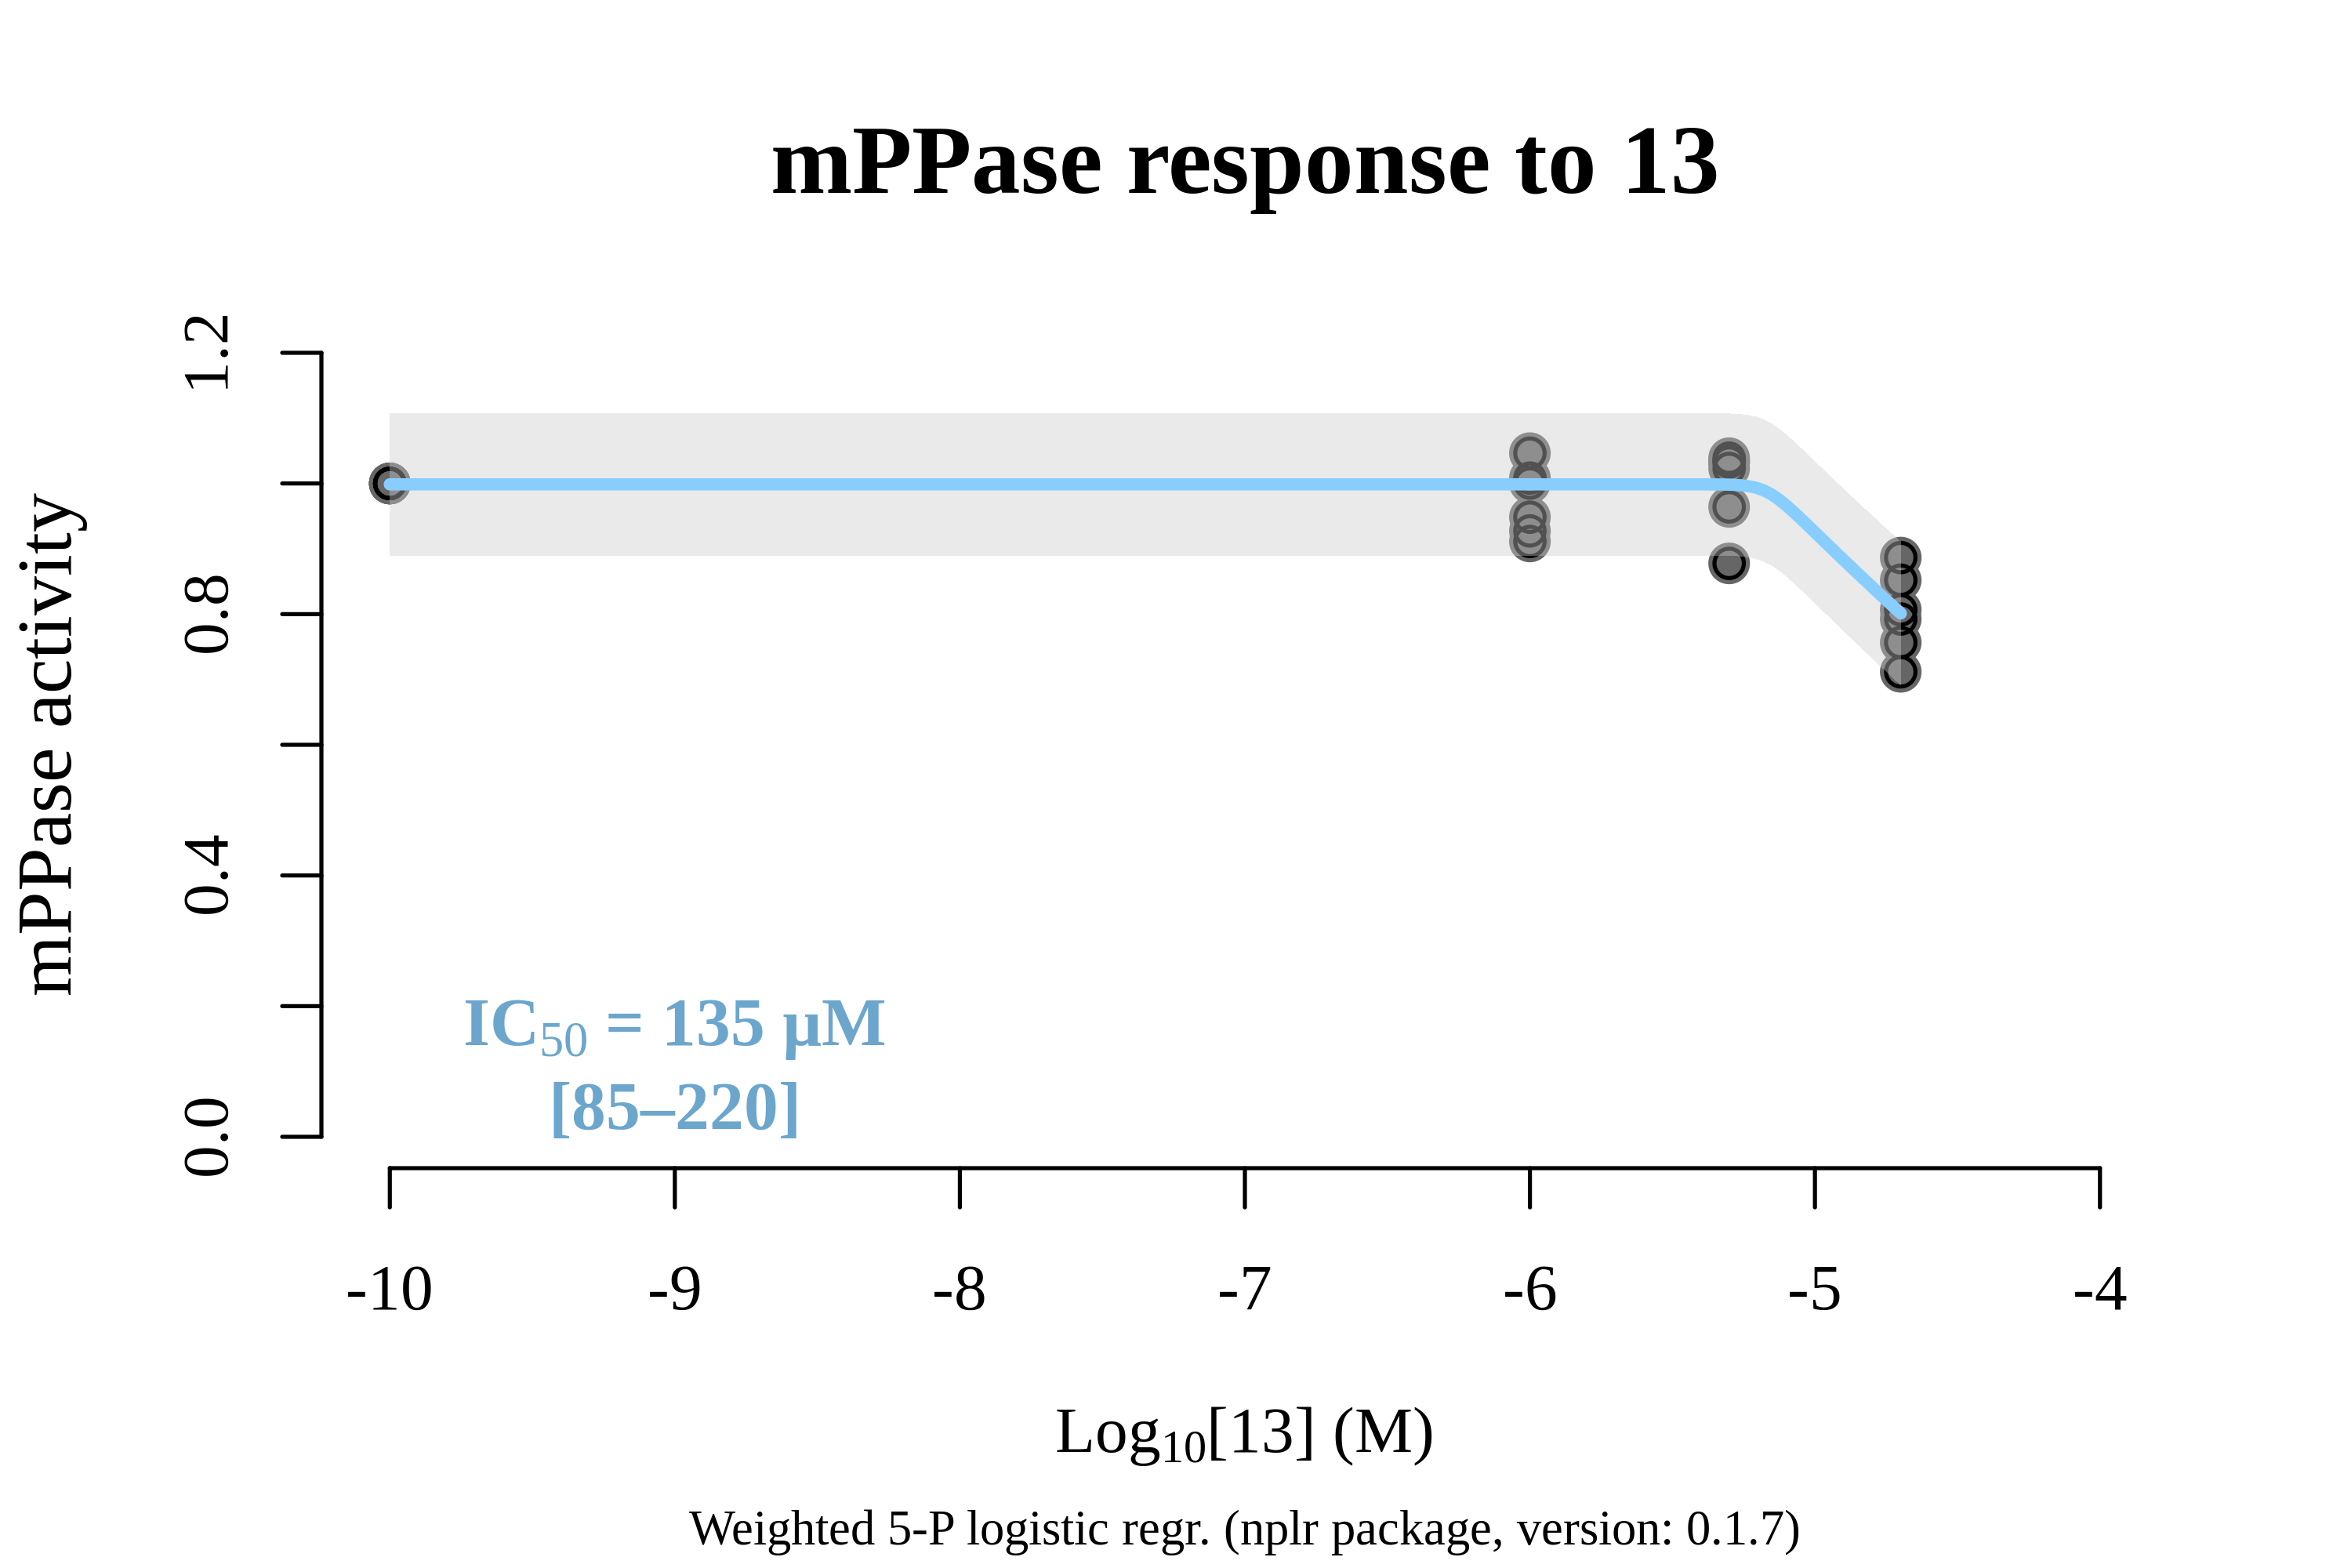 mPPase response to 13
mPPase activity
1.2
0.8
0.4
0.0
IC50 = 135 µM
[85–220]
-10 -9 -8 -7 -6 -5 -4
Log10[13] (M)
Weighted 5-P logistic regr. (nplr package, version: 0.1.7)